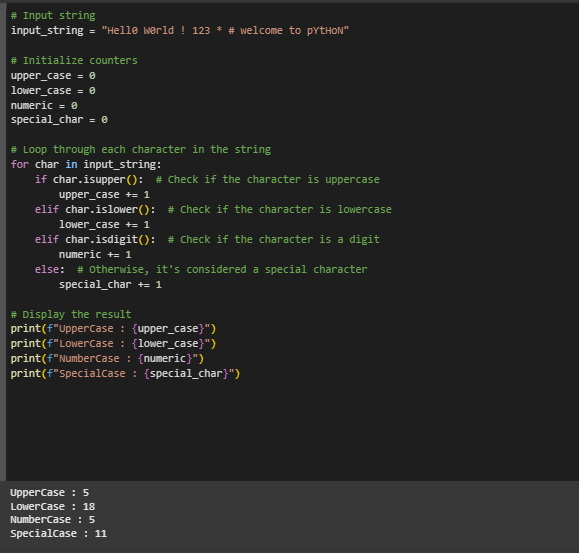 # Input string
input_string = "Hell0 W0rld ! 123 * # welcome to pYtHoN"

# Initialize counters
upper_case = 0
lower_case = 0
numeric = 0
special_char = 0

# Loop through each character in the string
for char in input_string:
    if char.isupper():  # Check if the character is uppercase
        upper_case += 1
    elif char.islower():  # Check if the character is lowercase
        lower_case += 1
    elif char.isdigit():  # Check if the character is a digit
        numeric += 1
    else:  # Otherwise, it's considered a special character
        special_char += 1

# Display the result
print(f"UpperCase : {upper_case}")
print(f"LowerCase : {lower_case}")
print(f"NumberCase : {numeric}")
print(f"SpecialCase : {special_char}")

UpperCase : 5
LowerCase : 18
NumberCase : 5
SpecialCase : 11